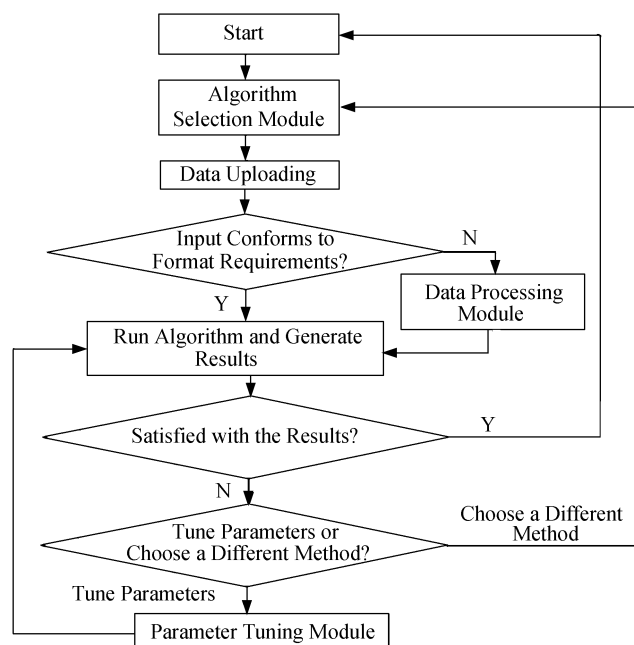 Start
Algorithm
Selection Module
Data Uploading
Input Conforms to
Format Requirements?
N
Data Processing
Module
Y
Run Algorithm and Generate
Results
Satisfied with the Results?
Y
N
Tune Parameters or
Choose a Different Method?
Choose a Different
Method
Tune Parameters
Parameter Tuning Module